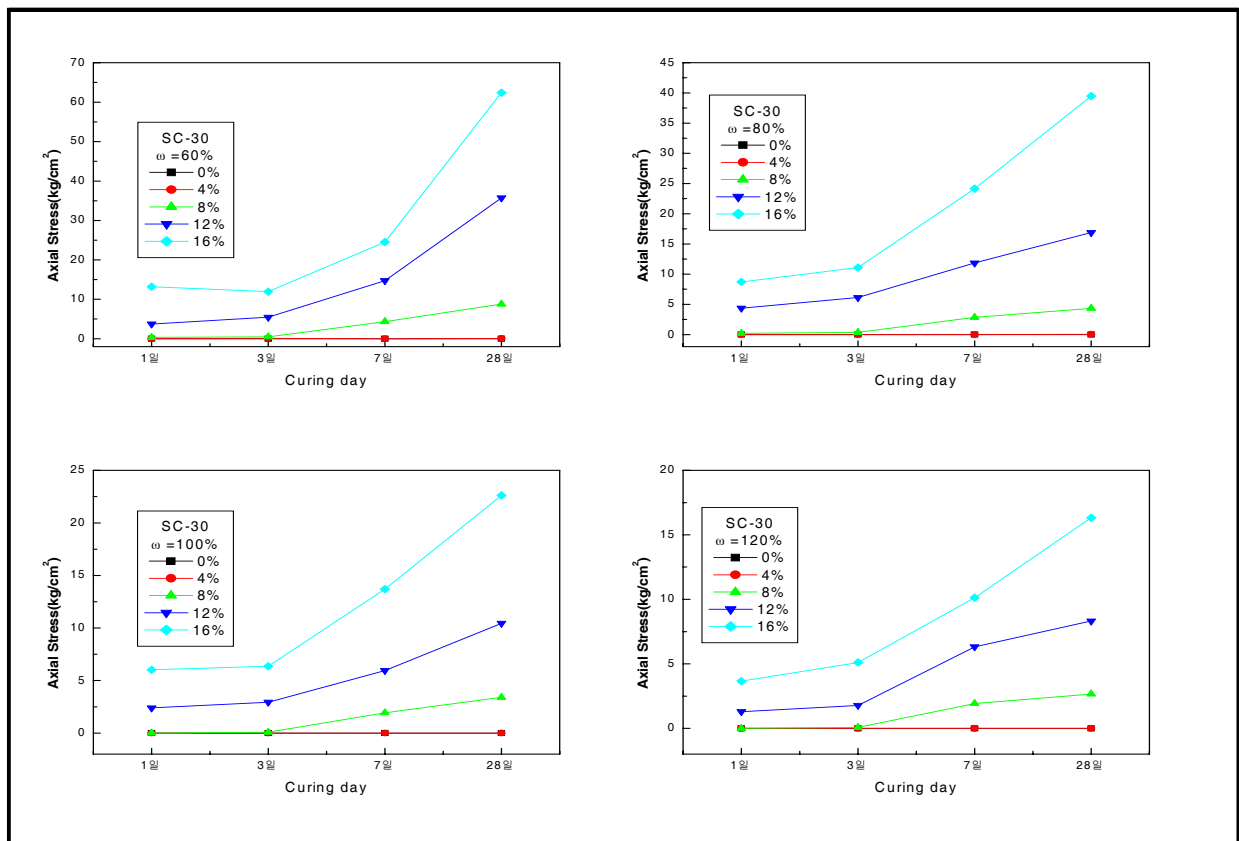 70
60
50
40
30
20
10
0
Axial Stress(kg/cm²)
SC-30
ω =60%
0%
4%
8%
12%
16%
1일
3일
7일
28일
Curing day
45
40
35
30
25
20
15
10
5
0
Axial Stress(kg/cm²)
SC-30
ω =80%
0%
4%
8%
12%
16%
1일
3일
7일
28일
Curing day
25
20
15
10
5
0
Axial Stress(kg/cm²)
SC-30
ω =100%
0%
4%
8%
12%
16%
1일
3일
7일
28일
Curing day
20
15
10
5
0
Axial Stress(kg/cm²)
SC-30
ω =120%
0%
4%
8%
12%
16%
1일
3일
7일
28일
Curing day